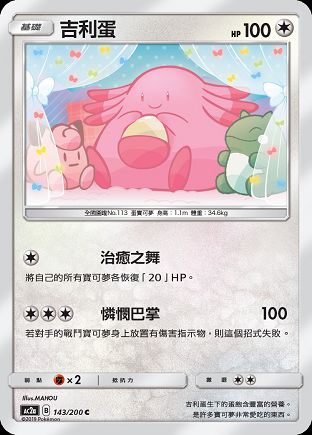 基礎 吉利蛋 HP 100
全國圖鑑No.113 蛋寶可夢 身高：1.1m 體重：34.6kg
治癒之舞
將自己的所有寶可夢各恢復「20」HP。
憐憫巴掌 100
若對手的戰鬥寶可夢身上放置有傷害指示物，則這個招式失敗。
弱點 ×2 抵抗力 撤退
Illus.MANOU
AC2a B 143/200 C
©2019 Pokémon
吉利蛋生下的蛋飽含豐富的營養。
是許多寶可夢非常愛吃的蛋。